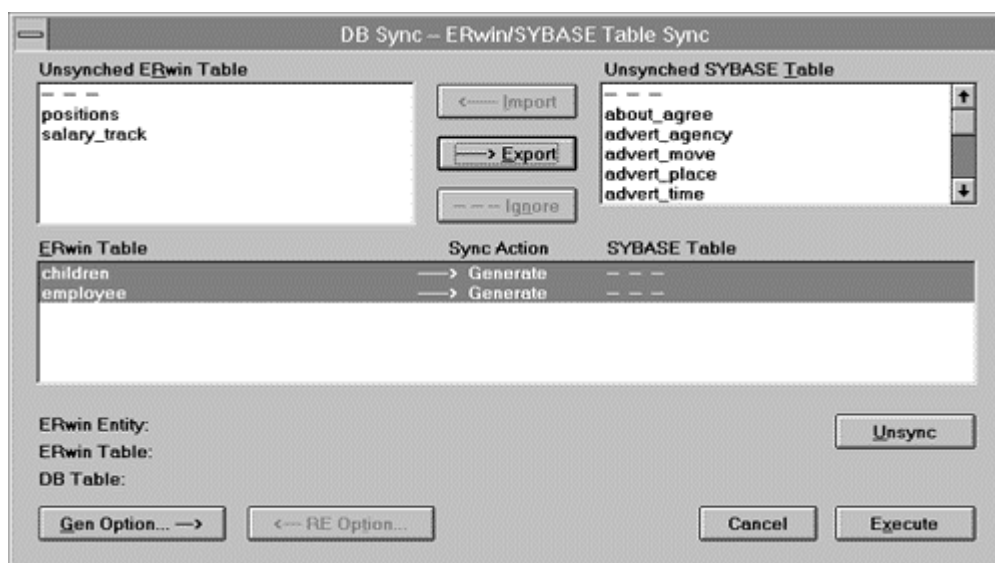 DB Sync – ERwin/SYBASE Table Sync
Unsynched ERwin Table
– – –
positions
salary_track
<–––– Import
––––> Export
– – – Ignore
Unsynched SYBASE Table
– – –
about_agree
advert_agency
advert_move
advert_place
advert_time
ERwin Table Sync Action SYBASE Table
children ––––> Generate – – –
employee ––––> Generate – – –
ERwin Entity:
ERwin Table:
DB Table:
Unsync
Gen Option... –––> <––– RE Option... Cancel Execute